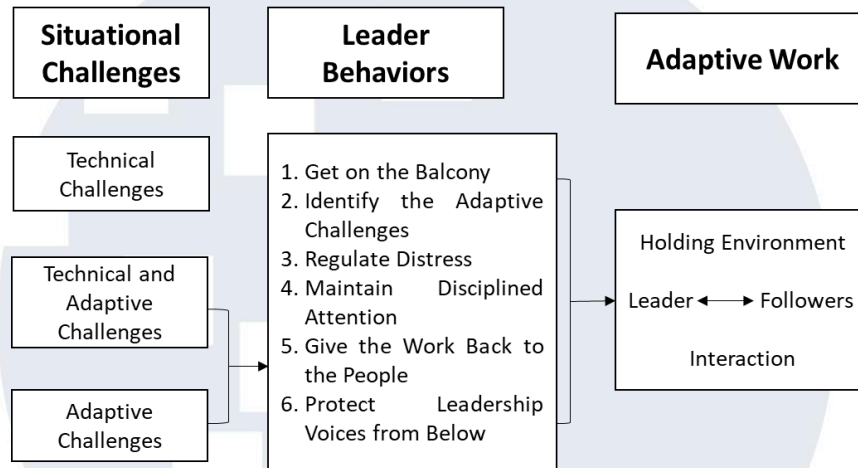 Situational
Challenges
Leader
Behaviors
Adaptive Work
Technical
Challenges
Technical and
Adaptive
Challenges
Adaptive
Challenges
1. Get on the Balcony
2. Identify the Adaptive
Challenges
3. Regulate Distress
4. Maintain Disciplined
Attention
5. Give the Work Back to
the People
6. Protect Leadership
Voices from Below
Holding Environment
Leader Followers
Interaction